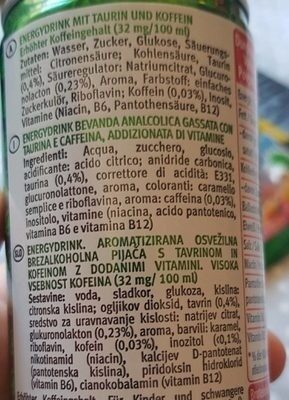 ENERGYDRINK MIT TAURIN UND KOFFEIN
Erhöhter Koffeingehalt (32 mg/100 ml)
Zutaten: Wasser, Zucker, Glukose, Säuerungs-
mittel: Citronensäure; Kohlensäure, Taurin
(0,4%), Säureregulator: Natriumcitrat, Glucuro-
nolacton (0,23%), Aroma, Farbstoff: einfaches
Zuckerkulör, Riboflavin; Koffein (0,03%), Inosit,
Vitamine (Niacin, B6, Pantothensäure, B12)
ENERGYDRINK BEVANDA ANALCOLICA GASSATA CON
TAURINA E CAFFEINA, ADDIZIONATA DI VITAMINE
Ingredienti: Acqua, zucchero, glucosio,
acidificante: acido citrico; anidride carbonica,
taurina (0,4%), correttore di acidità: E331,
glucuronolattone, aroma, coloranti: caramello
semplice e riboflavina, aroma: caffeina (0,03%),
Inositolo, vitamine (niacina, acido pantotenico,
vitamina B6 e vitamina B12)
SLO ENERGYDRINK. AROMATIZIRANA OSVEŽILNA
BREZALKOHOLNA PIJAČA S TAVRINOM IN
KOFEINOM Z DODANIMI VITAMINI. VISOKA
VSEBNOST KOFEINA (32 mg/ 100 ml)
Sestavine: voda, sladkor, glukoza, kislina:
citronska kislina; ogljikov dioksid, tavrin (0,4%),
sredstvo za uravnavanje kislosti: natrijev citrat,
glukuronolakton (0,23%), aroma, barvili: karamel,
riboflavin, kofein (0,03%), inozitol (<0,1%),
nikotinamid (niacin), kalcijev D-pantotenat
(pantotenska kislina), piridoksin hidroklorid
(vitamin B6), cianokobalamin (vitamin B12)
Erhöhter Koffeingehalt. Für Kinder und schwangere